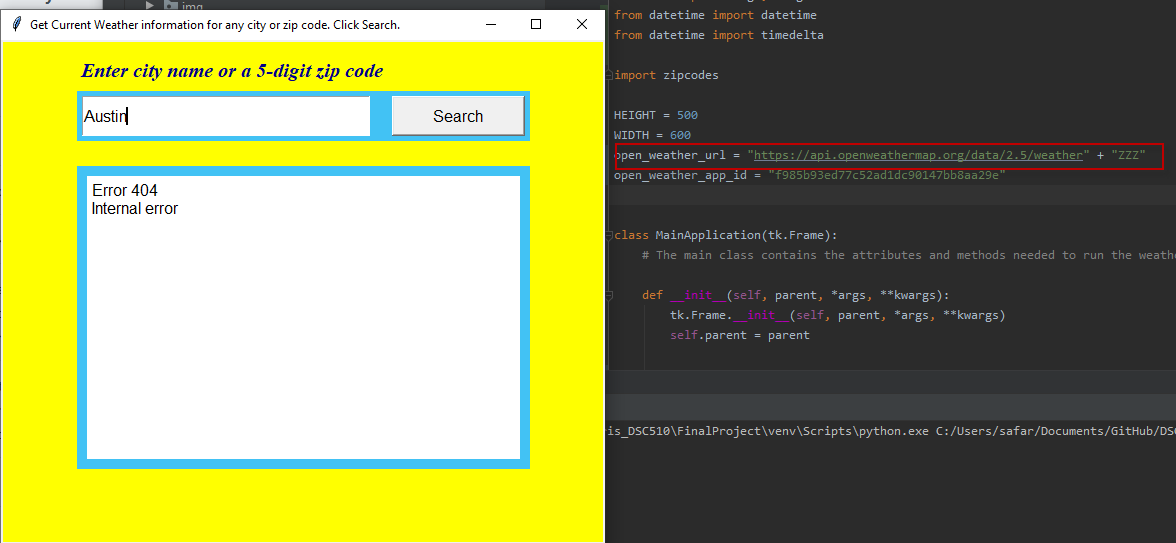 img
Get Current Weather information for any city or zip code. Click Search.
Enter city name or a 5-digit zip code
Austin
Search
Error 404
Internal error
from datetime import datetime
from datetime import timedelta
import zipcodes
HEIGHT = 500
WIDTH = 600
open_weather_url = "https://api.openweathermap.org/data/2.5/weather" + "ZZZ"
open_weather_app_id = "f985b93ed77c52ad1dc90147bb8aa29e"
class MainApplication(tk.Frame):
# The main class contains the attributes and methods needed to run the weathe
def __init__(self, parent, *args, **kwargs):
tk.Frame.__init__(self, parent, *args, **kwargs)
self.parent = parent
ris_DSC510\FinalProject\venv\Scripts\python.exe C:/Users/safar/Documents/GitHub/DSC